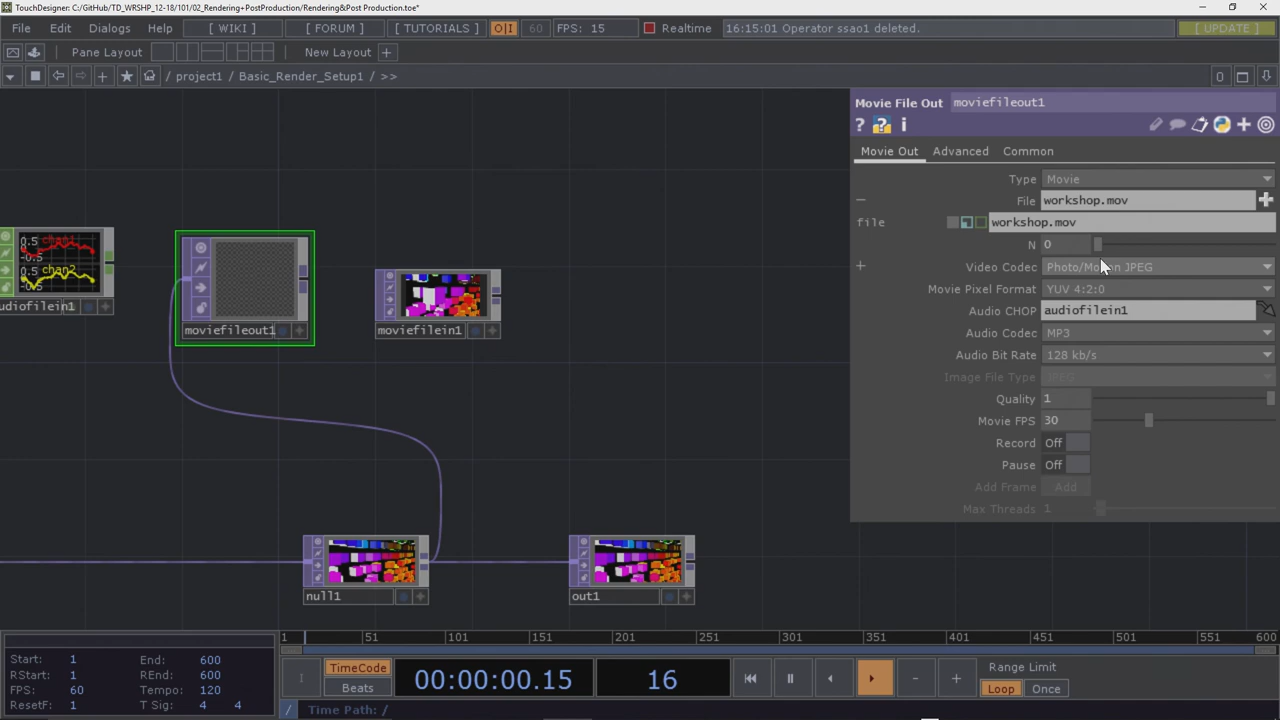 TouchDesigner: C:/GitHub/TD_WRSHP_12-18/101/02_Rendering+PostProduction/Rendering&Post Production.toe*
File Edit Dialogs [ WIKI ] [ FORUM ] [ TUTORIALS ] O|I 60 FPS: 15 Realtime 16:15:01 Operator ssao1 deleted. [ UPDATE ]
Pane Layout New Layout +
/ project1 / Basic_Render_Setup1 / >> 0
Movie File Out moviefileout1
? ? i
Movie Out Advanced Common
Type Movie
File workshop.mov
file workshop.mov
N 0
Video Codec Photo/Motion JPEG
Movie Pixel Format YUV 4:2:0
Audio CHOP audiofilein1
Audio Codec MP3
Audio Bit Rate 128 kb/s
Image File Type JPEG
Quality 1
Movie FPS 30
Record Off
Pause Off
Add Frame Add
Max Threads 1
0.5 chan1
-0.5
0.5 chan2
-0.5
udiofilein1
moviefileout1
moviefilein1
null1
out1
1 51 101 151 201 251 301 351 401 451 501 551 600
Start: 1 End: 600
RStart: 1 REnd: 600
FPS: 60 Tempo: 120
ResetF: 1 T Sig: 4 4
TimeCode
Beats
00:00:00.15
16
Range Limit
Loop Once
/ Time Path: /